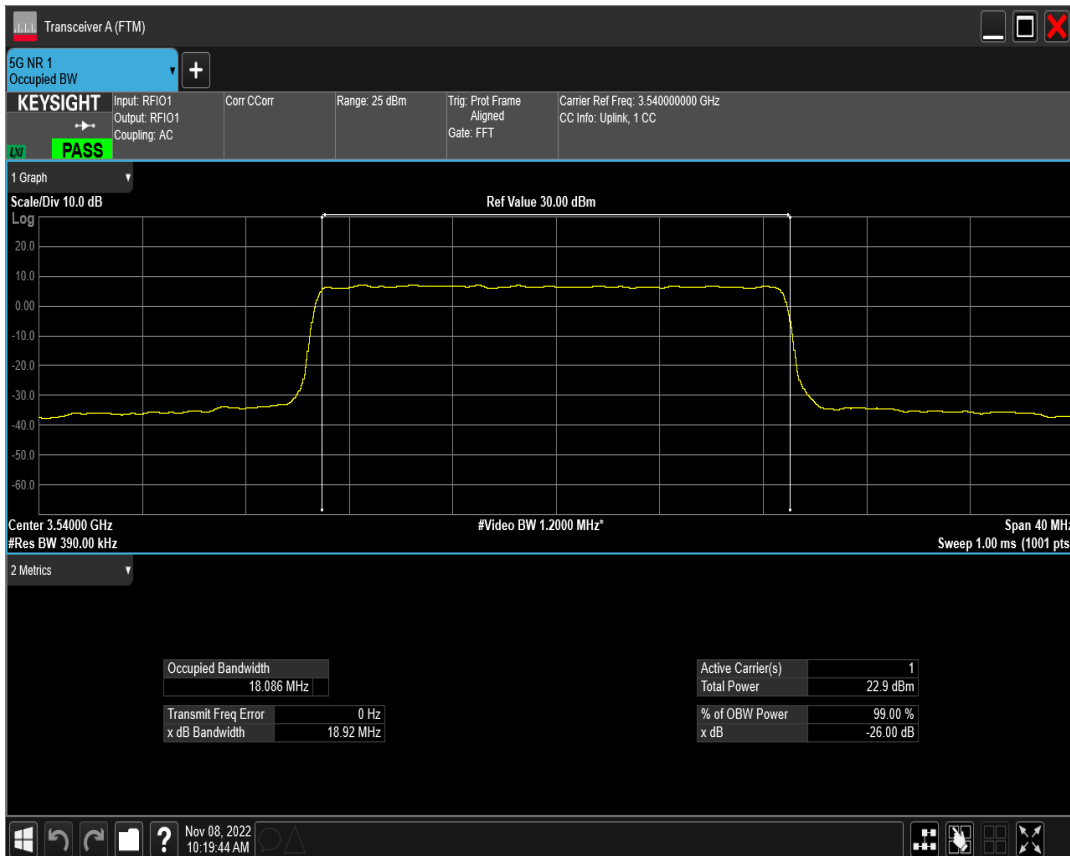 Transceiver A (FTM)
5G NR 1
Occupied BW
+
KEYSIGHT
LXI
PASS
Input: RFIO1
Output: RFIO1
Coupling: AC
Corr CCorr
Range: 25 dBm
Trig: Prot Frame
Aligned
Gate: FFT
Carrier Ref Freq: 3.540000000 GHz
CC Info: Uplink, 1 CC
1 Graph
Scale/Div 10.0 dB
Ref Value 30.00 dBm
Log
20.0
10.0
0.00
-10.0
-20.0
-30.0
-40.0
-50.0
-60.0
Center 3.54000 GHz
#Video BW 1.2000 MHz*
Span 40 MHz
#Res BW 390.00 kHz
Sweep 1.00 ms (1001 pts
2 Metrics
Occupied Bandwidth
18.086 MHz
Transmit Freq Error 0 Hz
x dB Bandwidth 18.92 MHz
Active Carrier(s) 1
Total Power 22.9 dBm
% of OBW Power 99.00 %
x dB -26.00 dB
?
Nov 08, 2022
10:19:44 AM